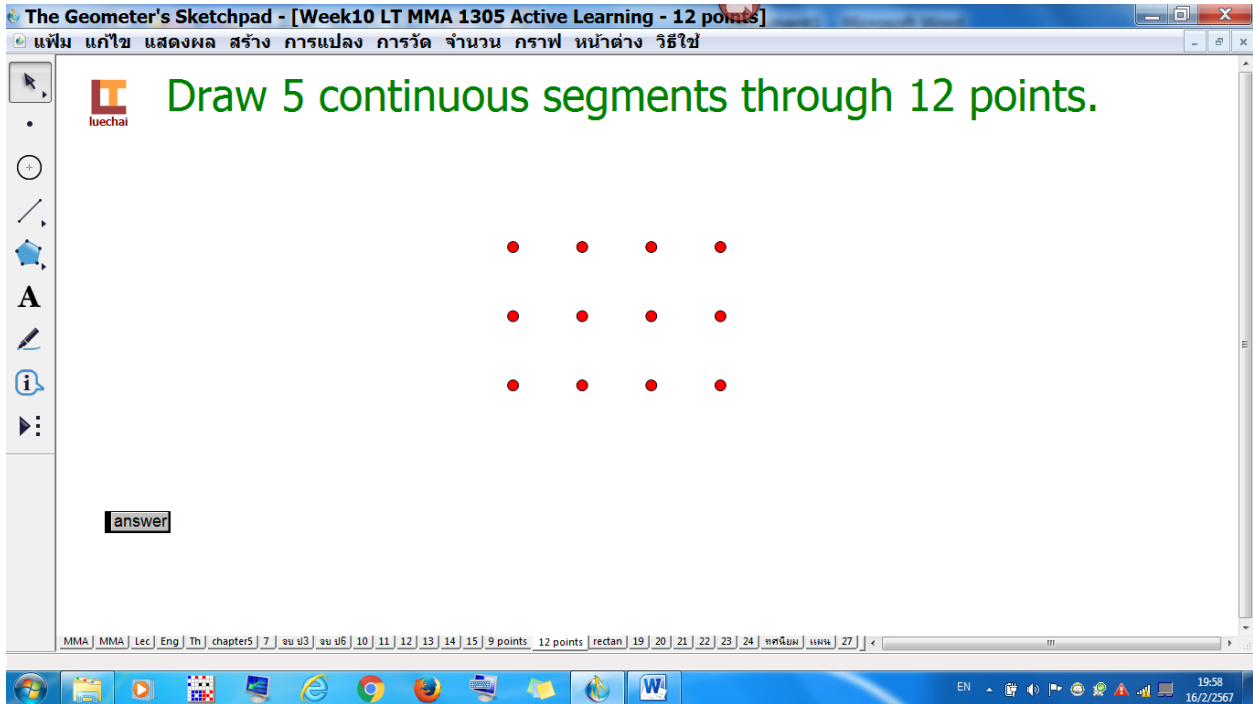 The Geometer's Sketchpad - [Week10 LT MMA 1305 Active Learning - 12 points]
แฟ้ม แก้ไข แสดงผล สร้าง การแปลง การวัด จำนวน กราฟ หน้าต่าง วิธีใช้
Draw 5 continuous segments through 12 points.
luechai
A
answer
MMA MMA Lec Eng Th chapter5 7 จบ ป3 จบ ป6 10 11 12 13 14 15 9 points 12 points rectan 19 20 21 22 23 24 ทศนิยม แผน 27
EN 19:58
16/2/2567